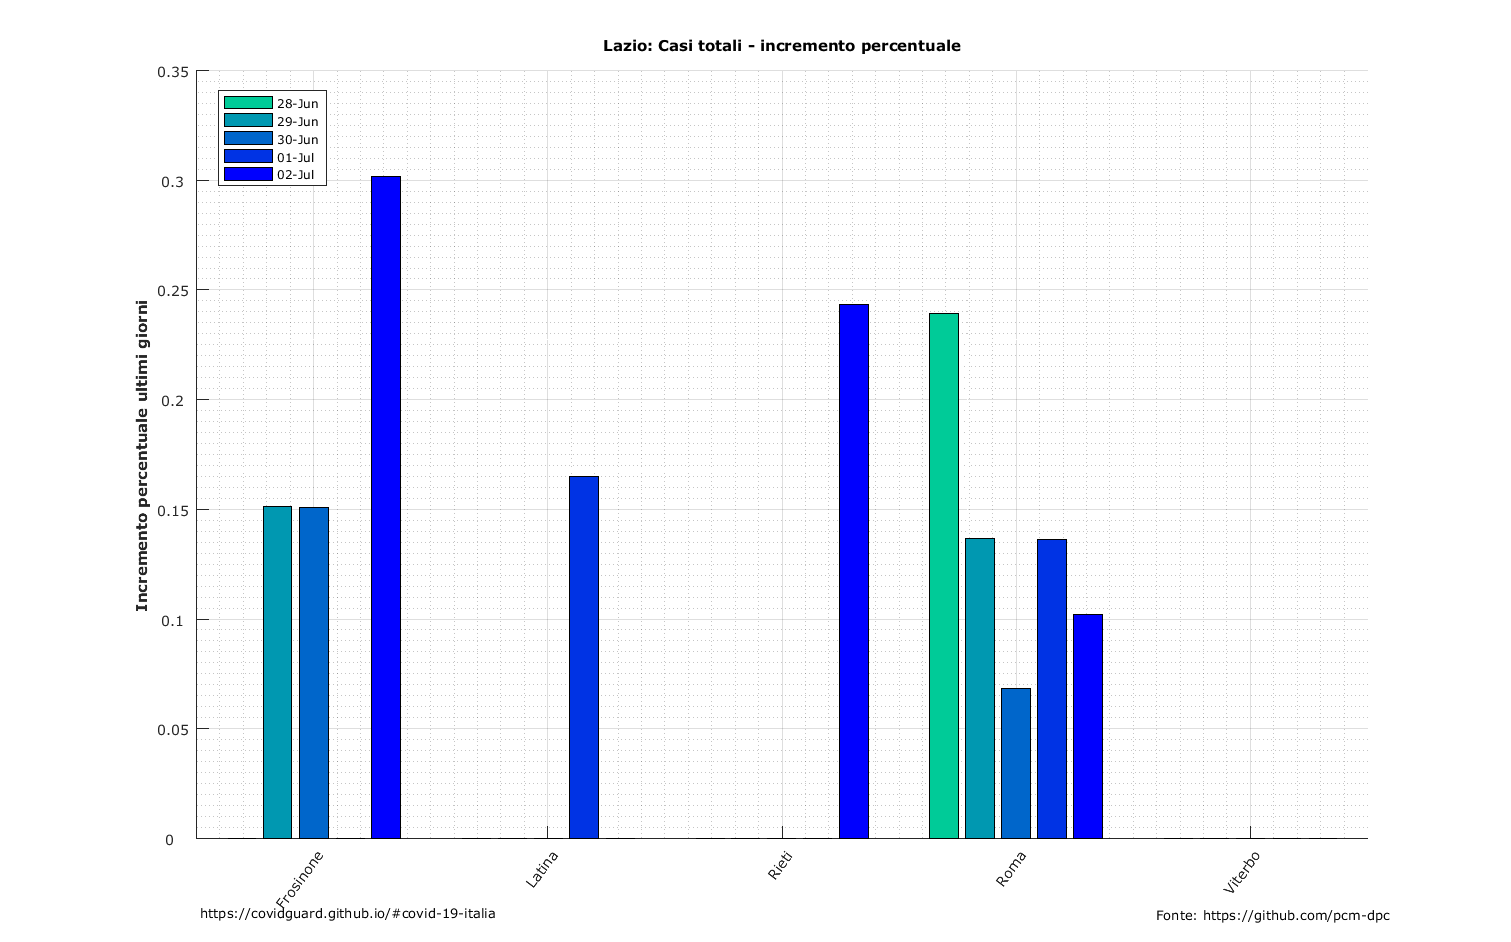 Lazio: Casi totali - incremento percentuale
0.35
0.3
0.25
0.2
0.15
0.1
0.05
0
Incremento percentuale ultimi giorni
28-Jun
29-Jun
30-Jun
01-Jul
02-Jul
Frosinone
Latina
Rieti
Roma
Viterbo
https://covidguard.github.io/#covid-19-italia
Fonte: https://github.com/pcm-dpc